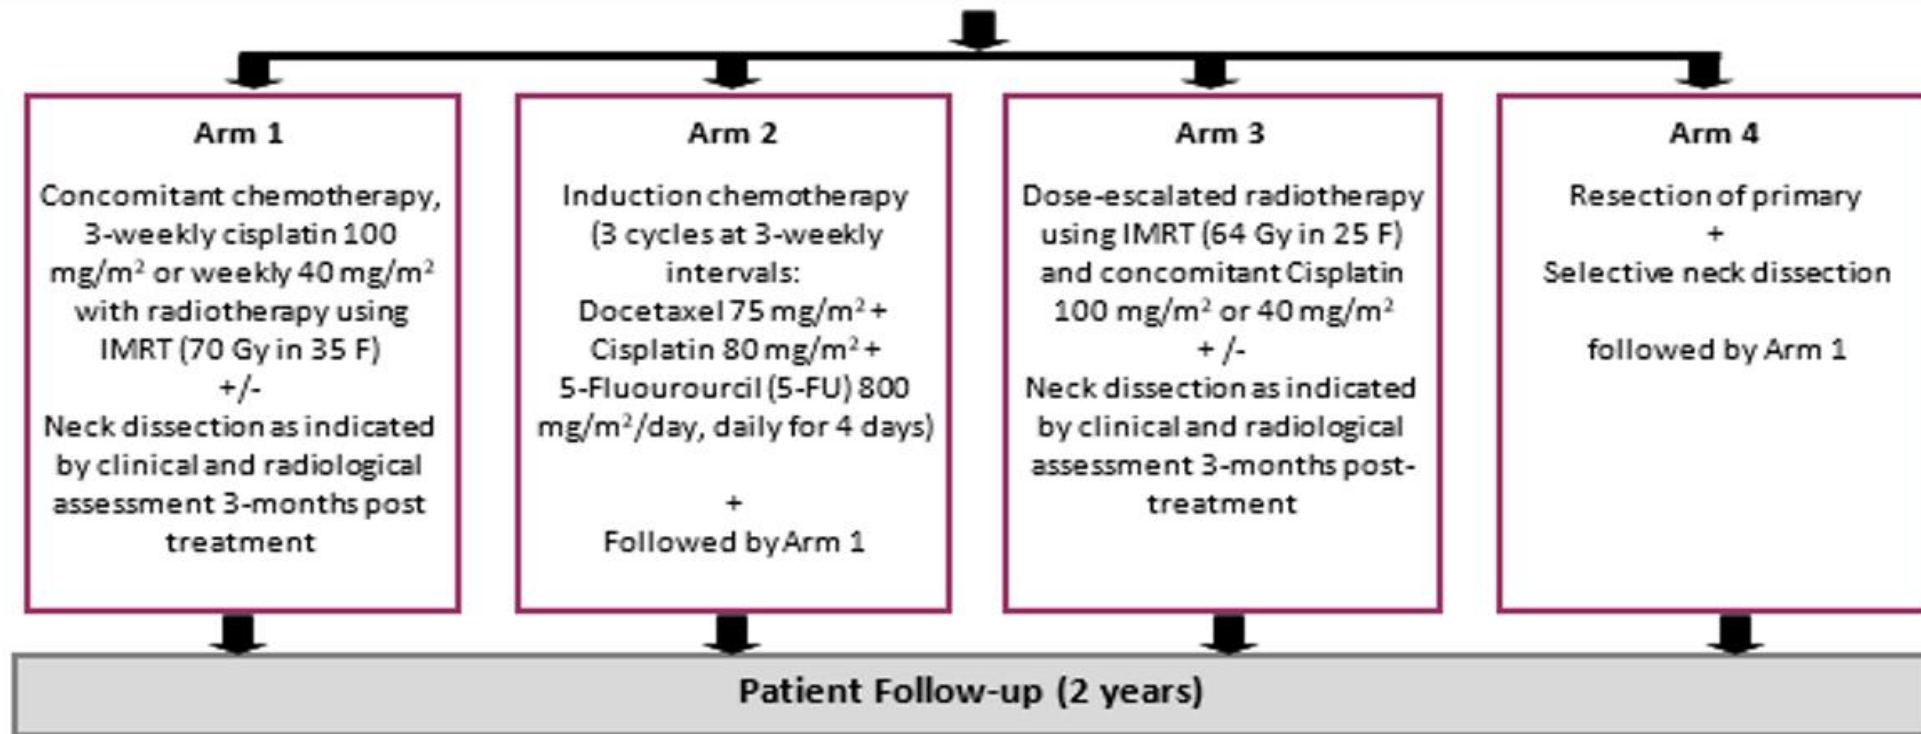 Arm 1
Concomitant chemotherapy,
3-weekly cisplatin 100
mg/m² or weekly 40 mg/m²
with radiotherapy using
IMRT (70 Gy in 35 F)
+/-
Neck dissection as indicated
by clinical and radiological
assessment 3-months post
treatment
Arm 2
Induction chemotherapy
(3 cycles at 3-weekly
intervals:
Docetaxel 75 mg/m² +
Cisplatin 80 mg/m² +
5-Fluourourcil (5-FU) 800
mg/m²/day, daily for 4 days)
+
Followed by Arm 1
Arm 3
Dose-escalated radiotherapy
using IMRT (64 Gy in 25 F)
and concomitant Cisplatin
100 mg/m² or 40 mg/m²
+ /-
Neck dissection as indicated
by clinical and radiological
assessment 3-months post-
treatment
Arm 4
Resection of primary
+
Selective neck dissection
followed by Arm 1
Patient Follow-up (2 years)